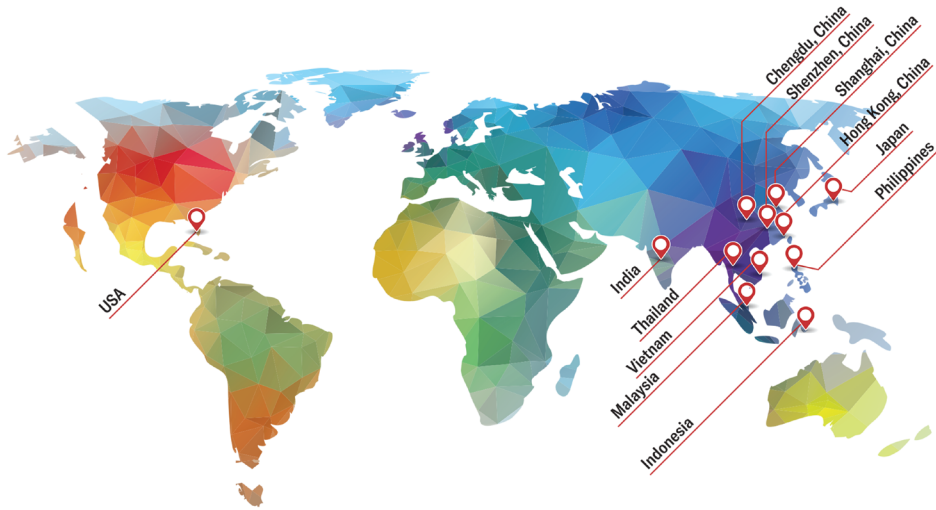 Chengdu, China
Shenzhen, China
Shanghai, China
Hong Kong, China
Japan
Philippines
USA
India
Thailand
Vietnam
Malaysia
Indonesia